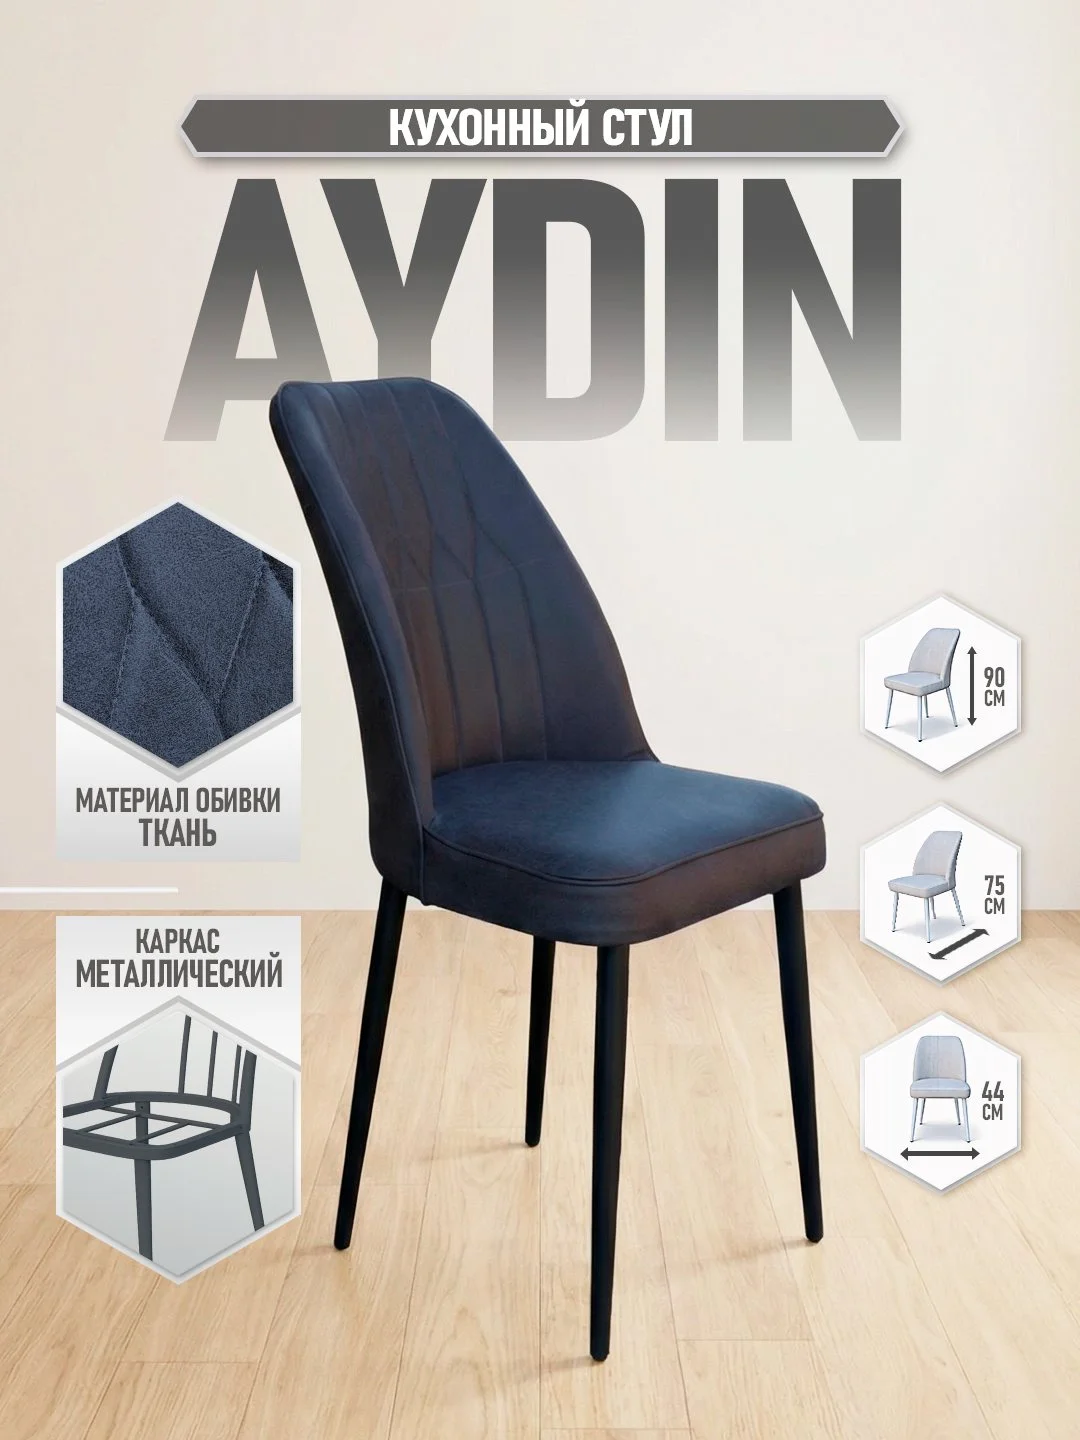 КУХОННЫЙ СТУЛ
AYDIN
МАТЕРИАЛ ОБИВКИ
ТКАНЬ
КАРКАС
МЕТАЛЛИЧЕСКИЙ
90
СМ
75
СМ
44
СМ